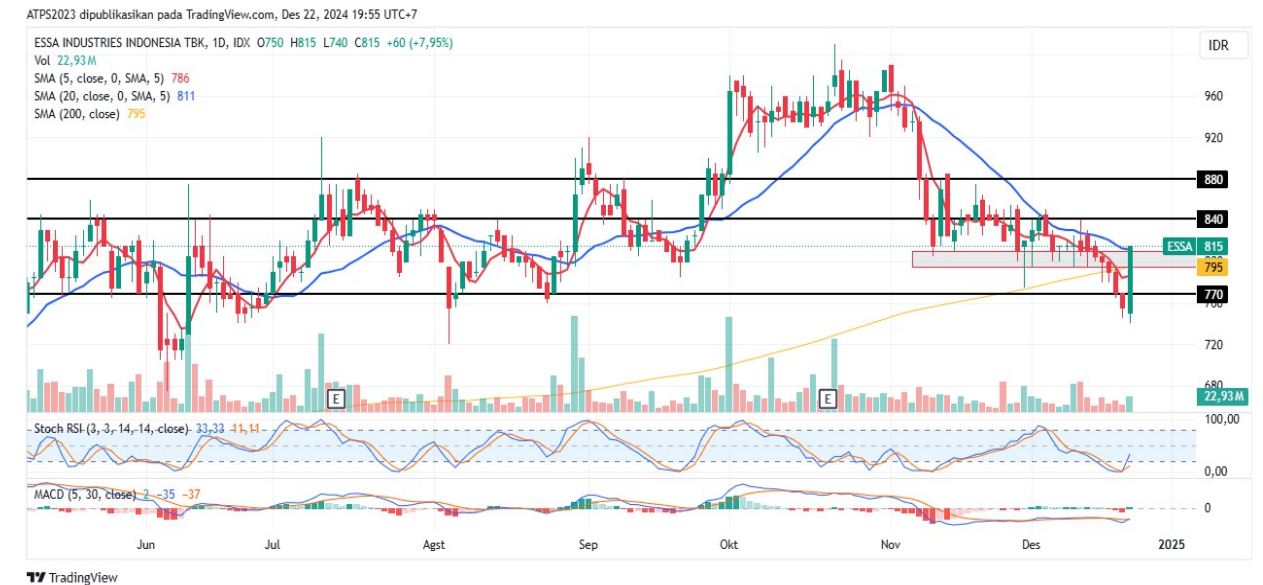 ATPS2023 dipublikasikan pada TradingView.com, Des 22, 2024 19:55 UTC+7
ESSA INDUSTRIES INDONESIA TBK, 1D, IDX O750 H815 L740 C815 +60 (+7,95%)
IDR
Vol 22,93M
SMA (5, close, 0, SMA, 5) 786
SMA (20, close, 0, SMA, 5) 811
SMA (200, close) 795
960
920
880
840
ESSA 815
795
770
720
680
22,93M
E
E
100,00
Stoch RSI (3, 3, 14, 14, close) 33,33 11,11
0,00
MACD (5, 30, close) 2 −35 −37
0
Jun Jul Agst Sep Okt Nov Des 2025
TradingView